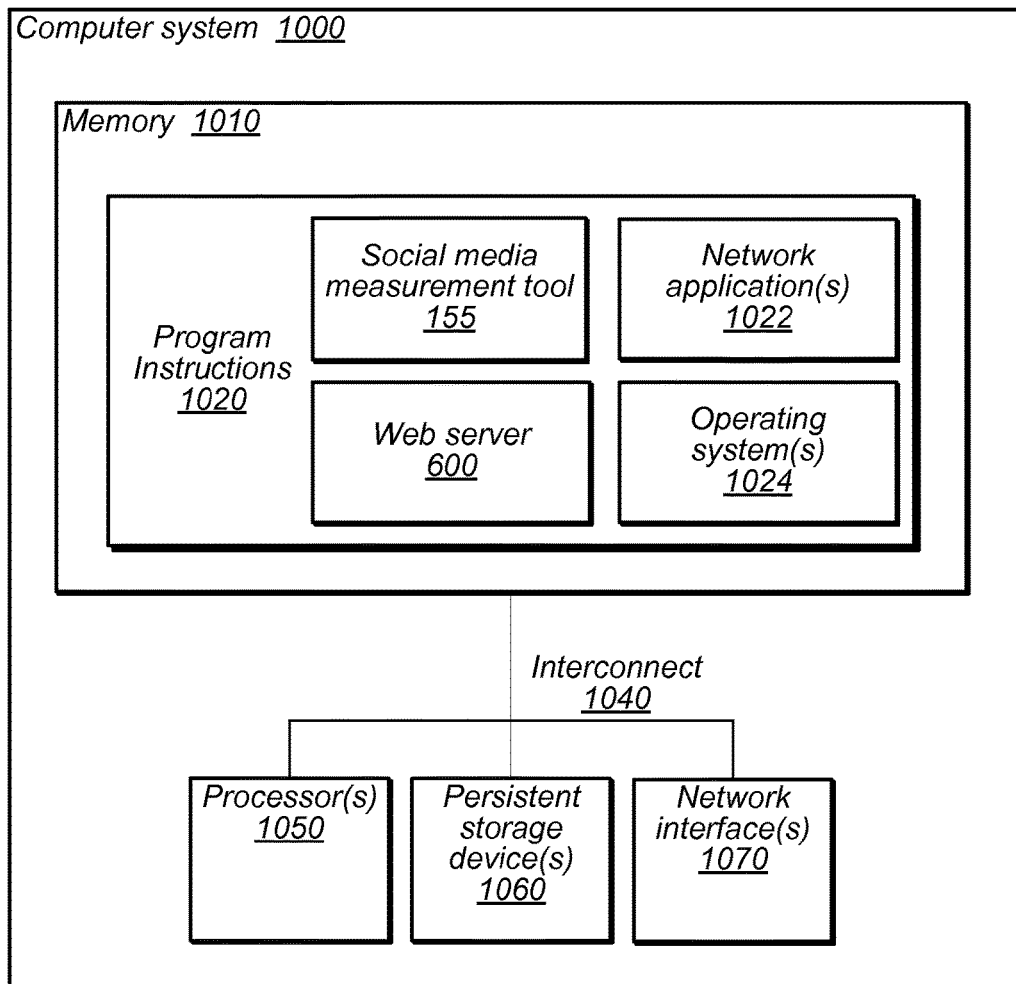 Computer system 1000
Memory 1010
Program
Instructions
1020
Social media
measurement tool
155
Network
application(s)
1022
Web server
600
Operating
system(s)
1024
Interconnect
1040
Processor(s)
1050
Persistent
storage
device(s)
1060
Network
interface(s)
1070